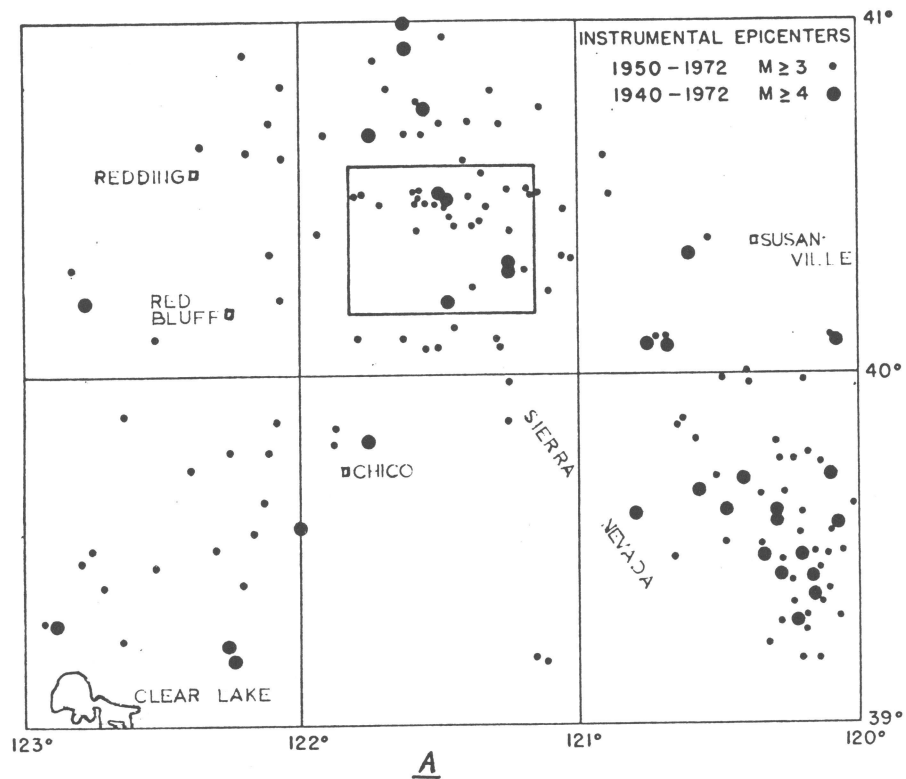 41°
INSTRUMENTAL EPICENTERS
1950-1972 M ≥ 3
1940-1972 M ≥ 4
REDDING
SUSAN-
VILLE
RED
BLUFF
40°
SIERRA
CHICO
NEVADA
CLEAR LAKE
39°
123° 122° 121° 120°
A